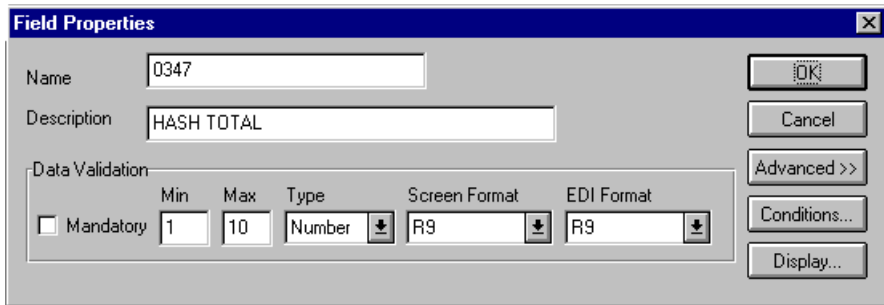 Field Properties
Name 0347 OK
Description HASH TOTAL Cancel
Data Validation Advanced >>
Min Max Type Screen Format EDI Format
Mandatory 1 10 Number R9 R9 Conditions...
Display...